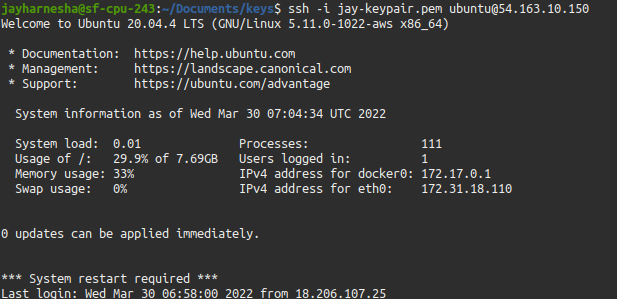 jayharnesha@sf-cpu-243:~/Documents/keys$ ssh -i jay-keypair.pem ubuntu@54.163.10.150
Welcome to Ubuntu 20.04.4 LTS (GNU/Linux 5.11.0-1022-aws x86_64)
* Documentation: https://help.ubuntu.com
* Management: https://landscape.canonical.com
* Support: https://ubuntu.com/advantage
System information as of Wed Mar 30 07:04:34 UTC 2022
System load: 0.01 Processes: 111
Usage of /: 29.9% of 7.69GB Users logged in: 1
Memory usage: 33% IPv4 address for docker0: 172.17.0.1
Swap usage: 0% IPv4 address for eth0: 172.31.18.110
0 updates can be applied immediately.
*** System restart required ***
Last login: Wed Mar 30 06:58:00 2022 from 18.206.107.25